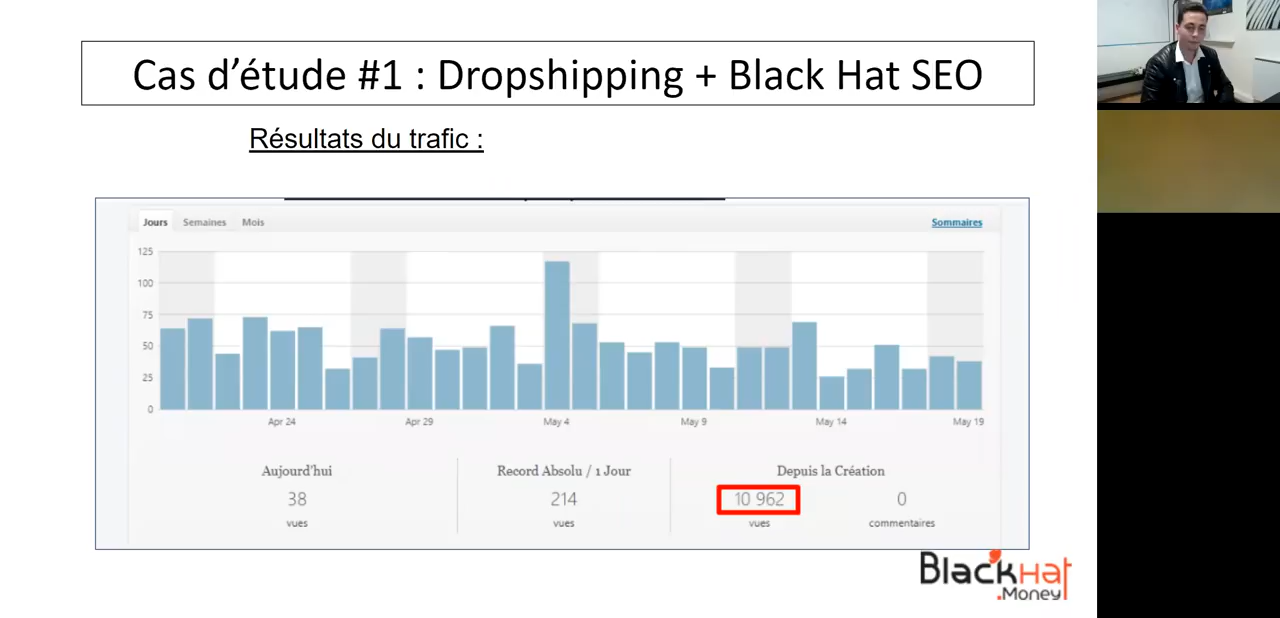 Cas d’étude #1 : Dropshipping + Black Hat SEO
Résultats du trafic :
Jours Semaines Mois Sommaires
125
100
75
50
25
0
Apr 24 Apr 29 May 4 May 9 May 14 May 19
Aujourd'hui Record Absolu / 1 Jour Depuis la Création
38 214 10 962 0
vues vues vues commentaires
BlackHat
.Money